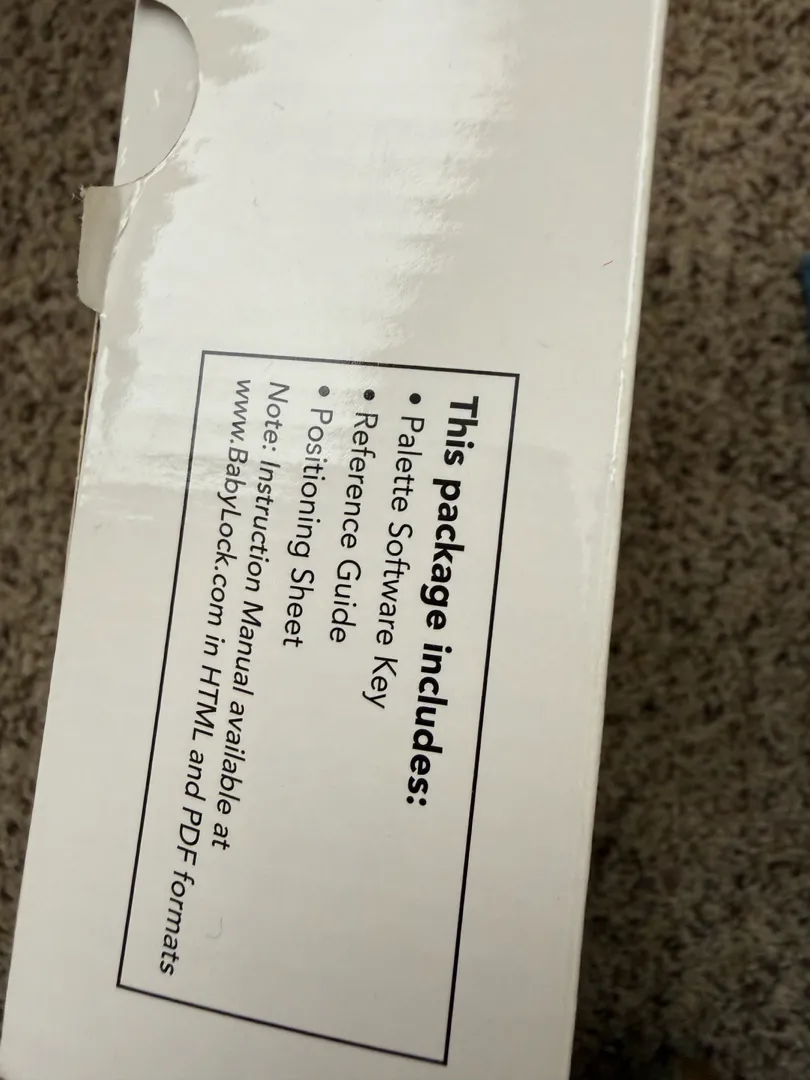 This package includes:
• Palette Software Key
• Reference Guide
• Positioning Sheet
Note: Instruction Manual available at
www.BabyLock.com in HTML and PDF formats